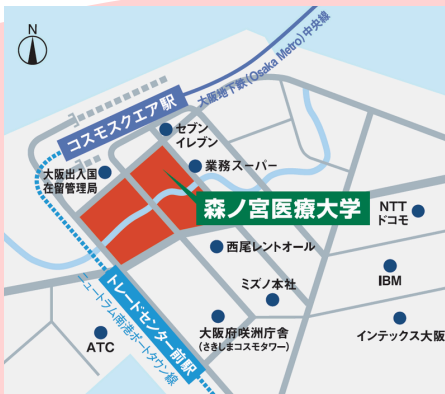 N
大阪地下鉄(Osaka Metro)中央線
コスモスクエア駅
セブン
イレブン
大阪出入国
在留管理局
業務スーパー
森ノ宮医療大学
NTT
ドコモ
西尾レントオール
IBM
ミズノ本社
トレードセンター前駅
ニュートラム南港ポートタウン線
大阪府咲洲庁舎
(さきしまコスモタワー)
インテックス大阪
ATC